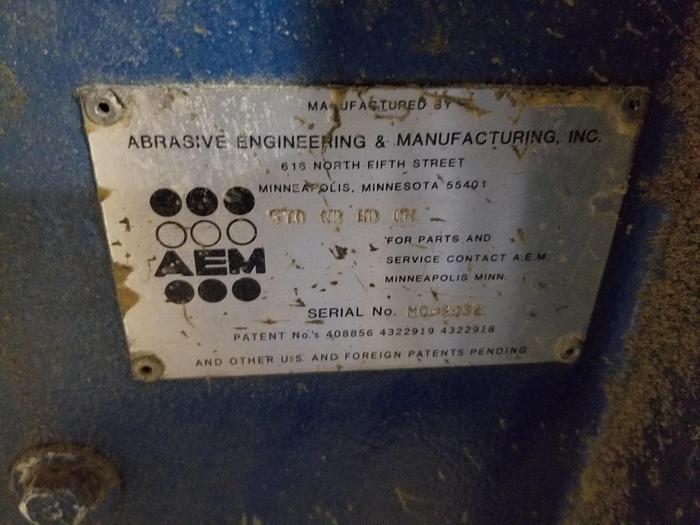 MANUFACTURED BY
ABRASIVE ENGINEERING & MANUFACTURING, INC.
616 NORTH FIFTH STREET
MINNEAPOLIS, MINNESOTA 55401
AEM
FOR PARTS AND
SERVICE CONTACT A.E.M.
MINNEAPOLIS MINN.
SERIAL No.
PATENT No.'s 408856 4322919 4322918
AND OTHER U.S. AND FOREIGN PATENTS PENDING